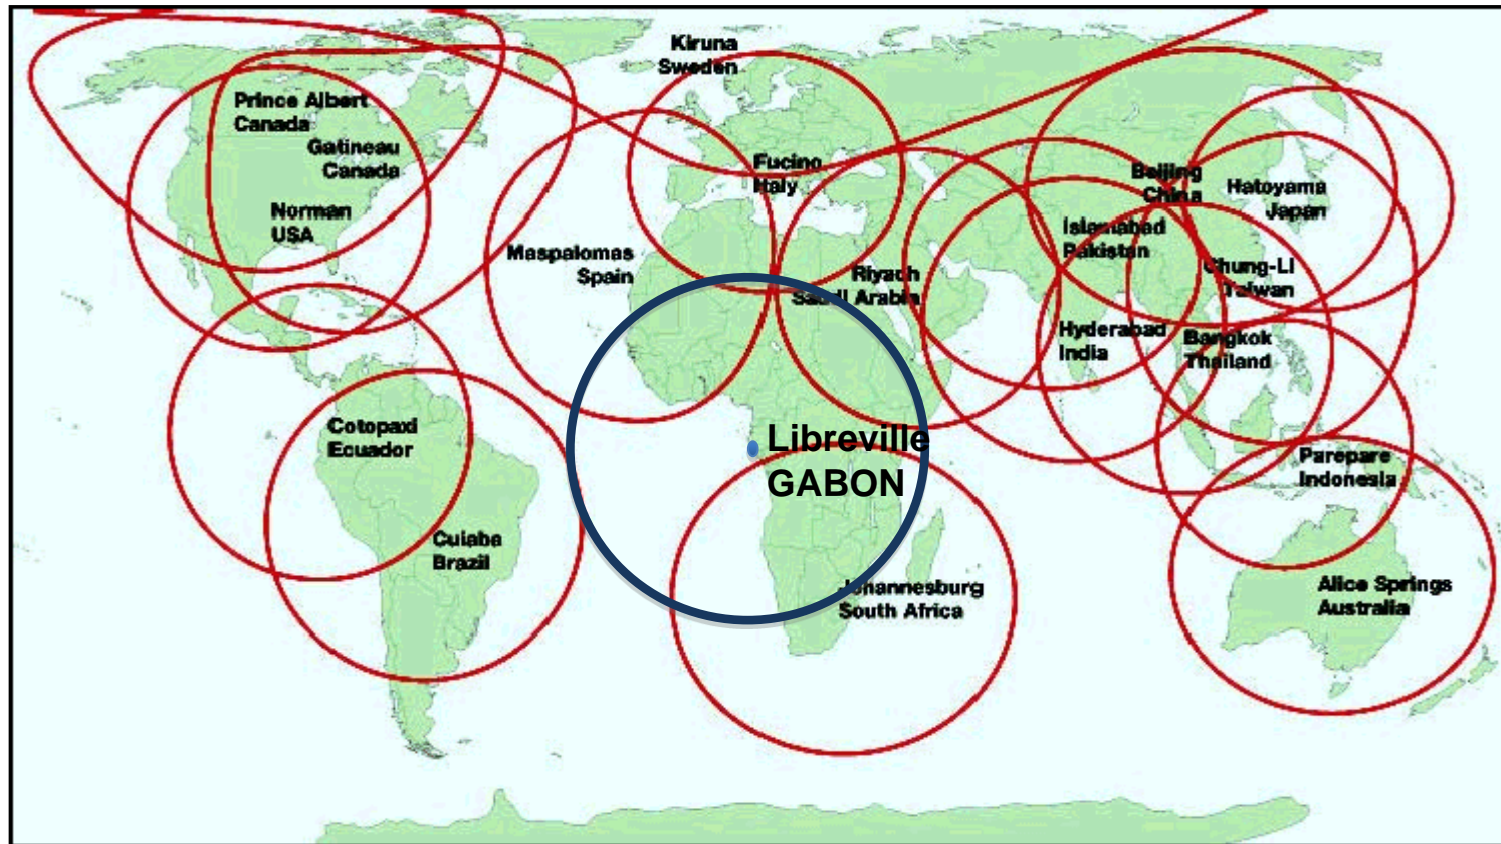 Kiruna
Sweden
Prince Albert
Canada
Gatineau
Canada
Norman
USA
Fucino
Italy
Maspalomas
Spain
Riyadh
Saudi Arabia
Beijing
China
Hatoyama
Japan
Islamabad
Pakistan
Chung-Li
Taiwan
Hyderabad
India
Bangkok
Thailand
Cotopaxi
Ecuador
Libreville
GABON
Parepare
Indonesia
Cuiaba
Brazil
Johannesburg
South Africa
Alice Springs
Australia